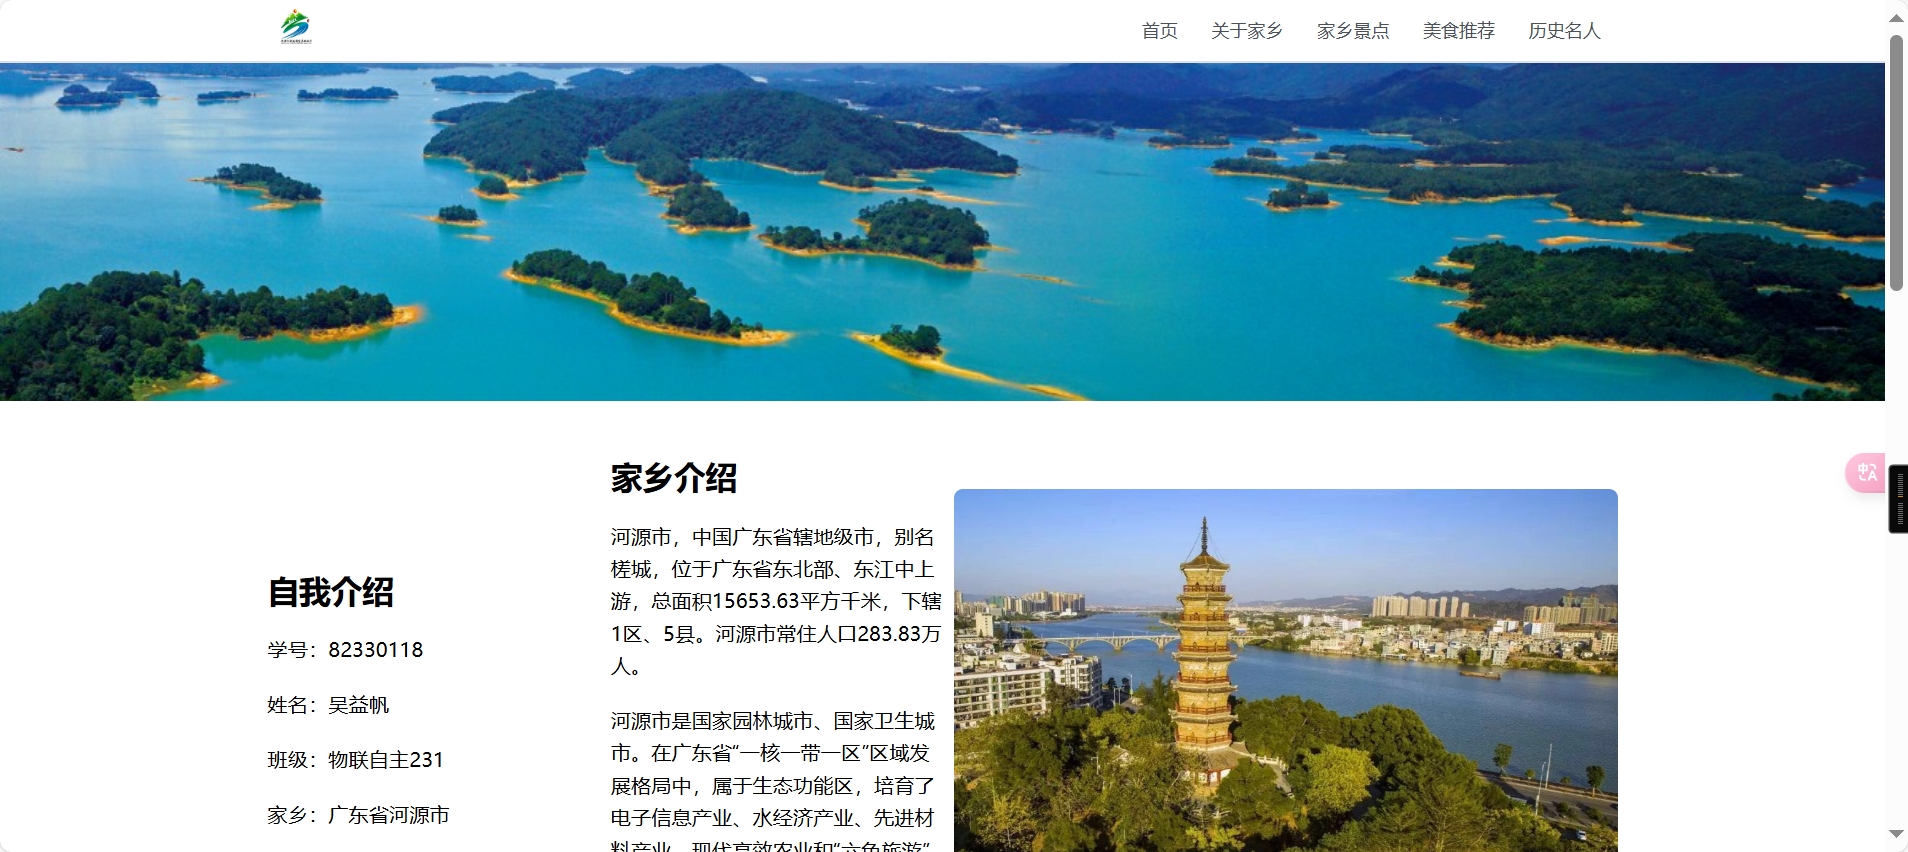 首页 关于家乡 家乡景点 美食推荐 历史名人
自我介绍
学号：82330118
姓名：吴益帆
班级：物联自主231
家乡：广东省河源市
家乡介绍
河源市，中国广东省辖地级市，别名
槎城，位于广东省东北部、东江中上
游，总面积15653.63平方千米，下辖
1区、5县。河源市常住人口283.83万
人。
河源市是国家园林城市、国家卫生城
市。在广东省“一核一带一区”区域发
展格局中，属于生态功能区，培育了
电子信息产业、水经济产业、先进材
料产业、现代高效农业和“六色旅游”
中A